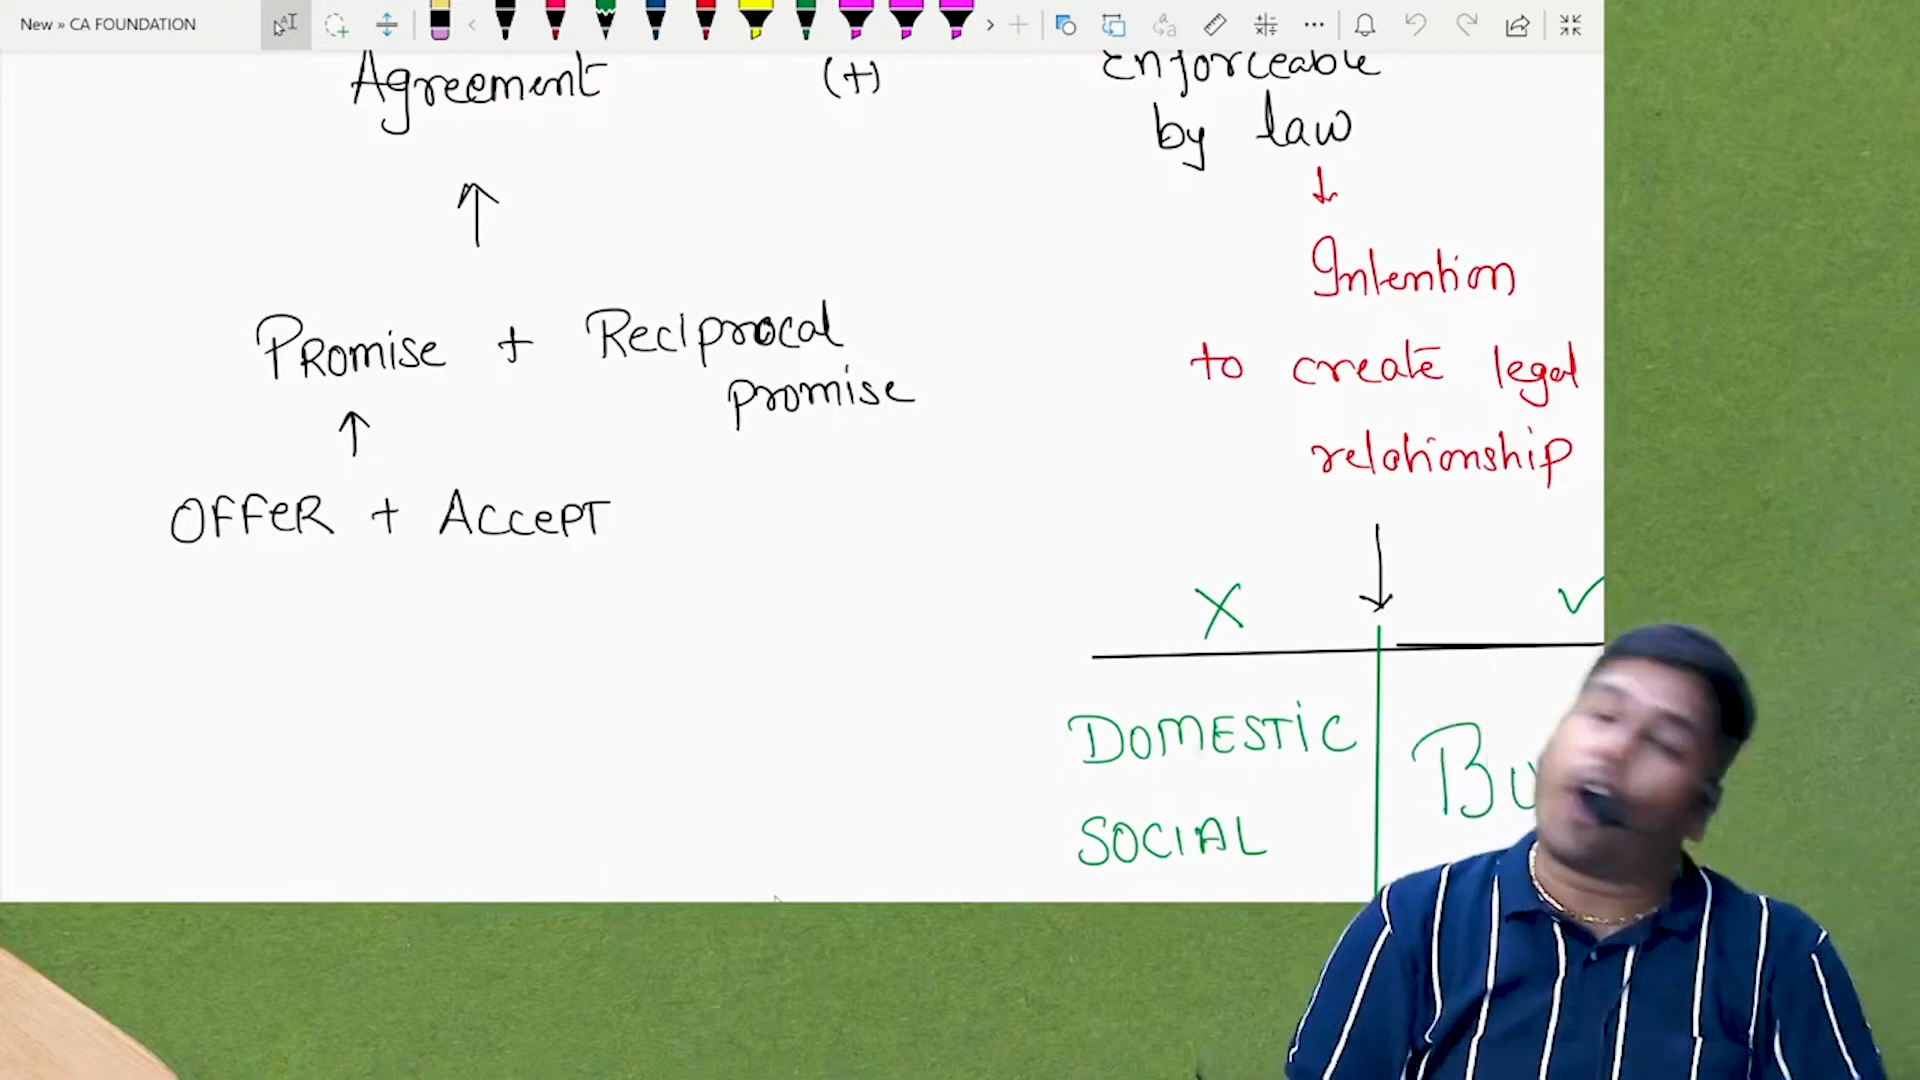 New » CA FOUNDATION
Agreement (+) Enforceable
by law
Intention
to create legal
relationship
PROMISE + Reciprocal
promise
OFFER + ACCEPT
X ✓
DOMESTIC
SOCIAL